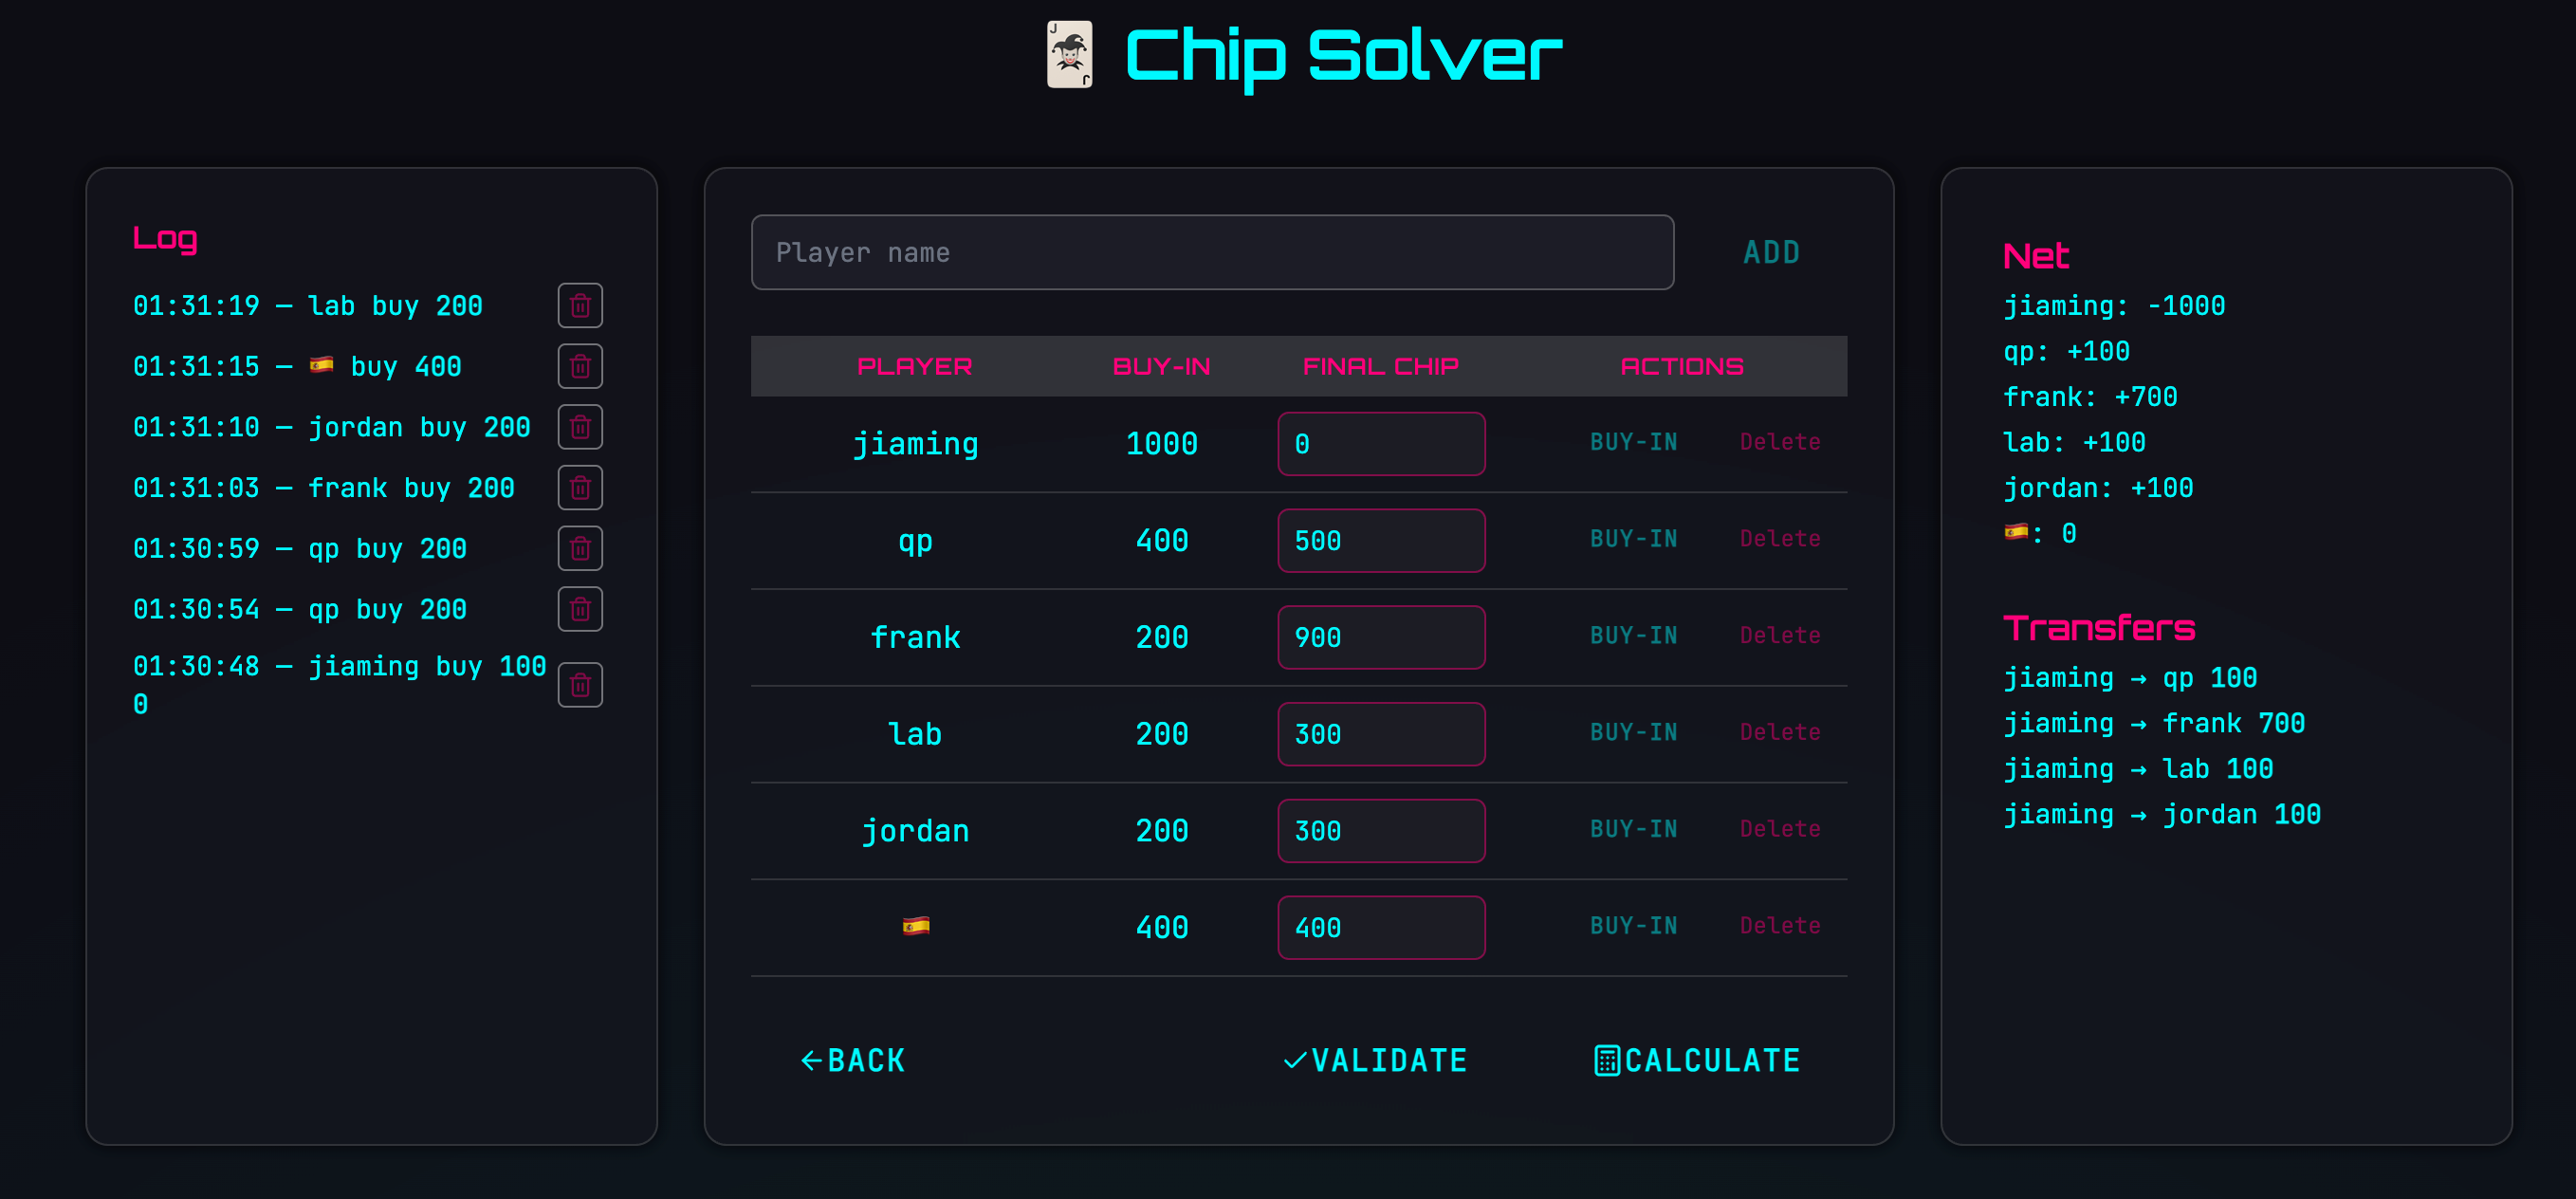 🃏 Chip Solver
Log
01:31:19 – lab buy 200
01:31:15 – 🇪🇸 buy 400
01:31:10 – jordan buy 200
01:31:03 – frank buy 200
01:30:59 – qp buy 200
01:30:54 – qp buy 200
01:30:48 – jiaming buy 100
0
Player name ADD
PLAYER BUY-IN FINAL CHIP ACTIONS
jiaming 1000 0 BUY-IN Delete
qp 400 500 BUY-IN Delete
frank 200 900 BUY-IN Delete
lab 200 300 BUY-IN Delete
jordan 200 300 BUY-IN Delete
🇪🇸 400 400 BUY-IN Delete
←BACK ✓VALIDATE CALCULATE
Net
jiaming: -1000
qp: +100
frank: +700
lab: +100
jordan: +100
🇪🇸: 0
Transfers
jiaming → qp 100
jiaming → frank 700
jiaming → lab 100
jiaming → jordan 100